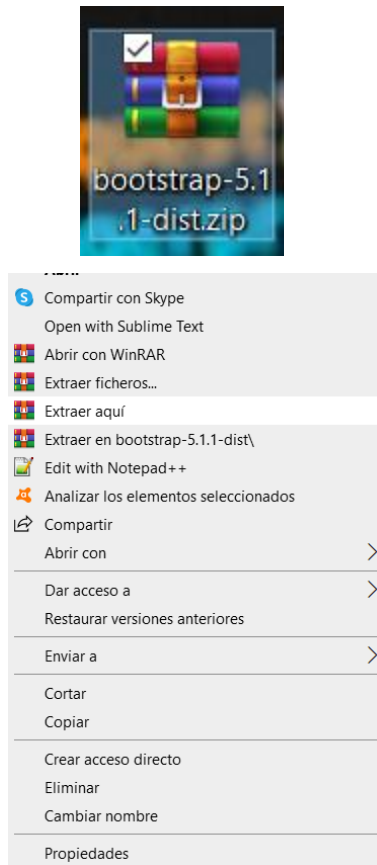 bootstrap-5.1
.1-dist.zip
Abrir
Compartir con Skype
Open with Sublime Text
Abrir con WinRAR
Extraer ficheros...
Extraer aquí
Extraer en bootstrap-5.1.1-dist\
Edit with Notepad++
Analizar los elementos seleccionados
Compartir
Abrir con
Dar acceso a
Restaurar versiones anteriores
Enviar a
Cortar
Copiar
Crear acceso directo
Eliminar
Cambiar nombre
Propiedades